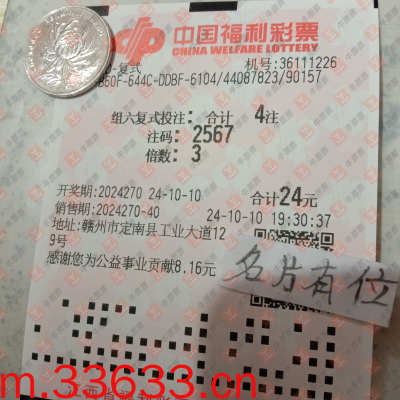 中国福利彩票
CHINA WELFARE LOTTERY
-复式 机号:36111226
B60F-644C-DDBF-6104/44087823/90157
组六复式投注: 合计 4注
注码: 2567
倍数: 3
开奖期:2024270 24-10-10 合计24元
销售期:2024270-40 24-10-10 19:30:37
地址:赣州市定南县工业大道12
9号
感谢您为公益事业贡献8.16元
名片有位
m.33633.cn